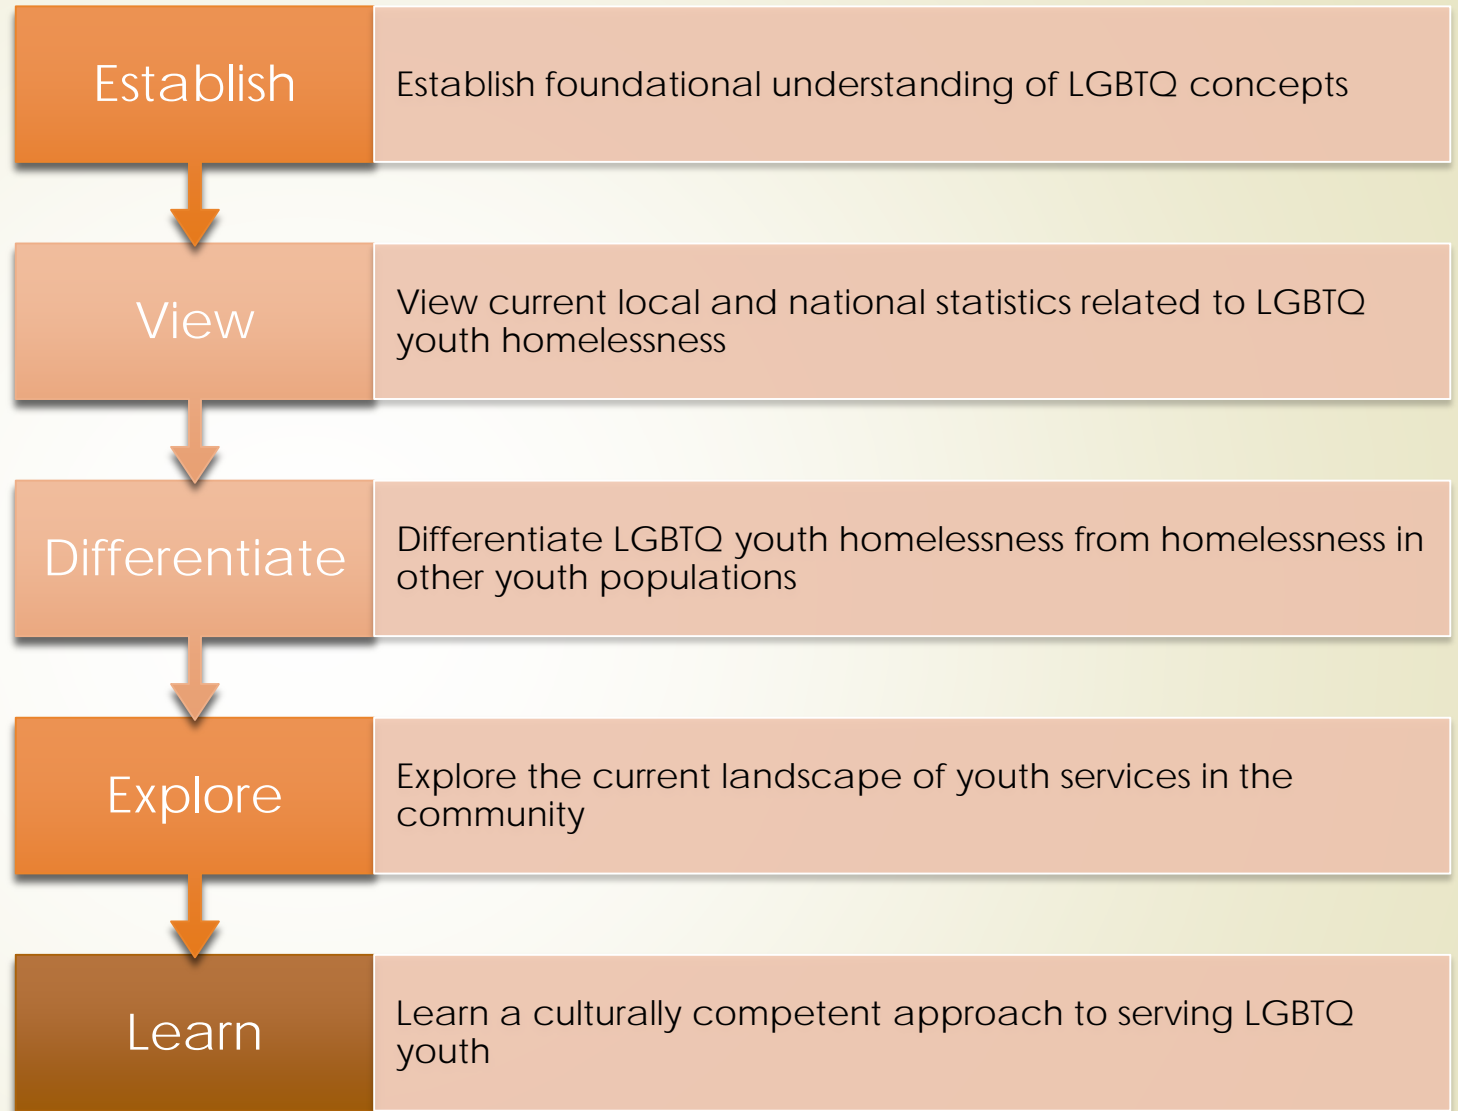 Establish
Establish foundational understanding of LGBTQ concepts
View
View current local and national statistics related to LGBTQ
youth homelessness
Differentiate
Differentiate LGBTQ youth homelessness from homelessness in
other youth populations
Explore
Explore the current landscape of youth services in the
community
Learn
Learn a culturally competent approach to serving LGBTQ
youth